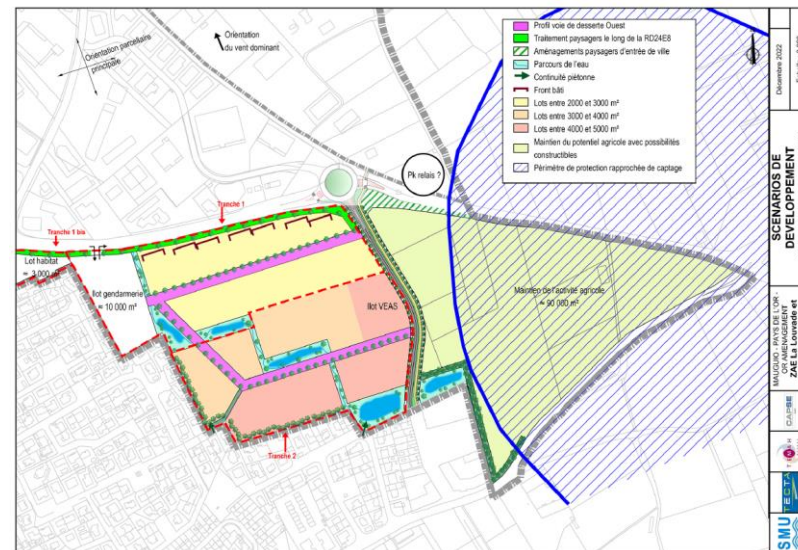 Orientation parcellaire
principale
Orientation
du vent dominant
Profil voie de desserte Ouest
Traitement paysagers le long de la RD24E8
Aménagements paysagers d'entrée de ville
Parcours de l'eau
Continuité piétonne
Front bâti
Lots entre 2000 et 3000 m²
Lots entre 3000 et 4000 m²
Lots entre 4000 et 5000 m²
Maintien du potentiel agricole avec possibilités
constructibles
Périmètre de protection rapprochée de captage
Pk relais ?
Tranche 1
Tranche 1 bis
Lot habitat
≈ 3 000 m²
Ilot gendarmerie
≈ 10 000 m²
Ilot VEAS
Maintien de l'activité agricole
≈ 90 000 m²
Tranche 2
Décembre 2022
SCENARIOS DE
DEVELOPPEMENT
MAUGUIO - PAYS DE L'OR -
OR AMENAGEMENT
ZAE La Louvade et
CAPSE
TECTA
SMU